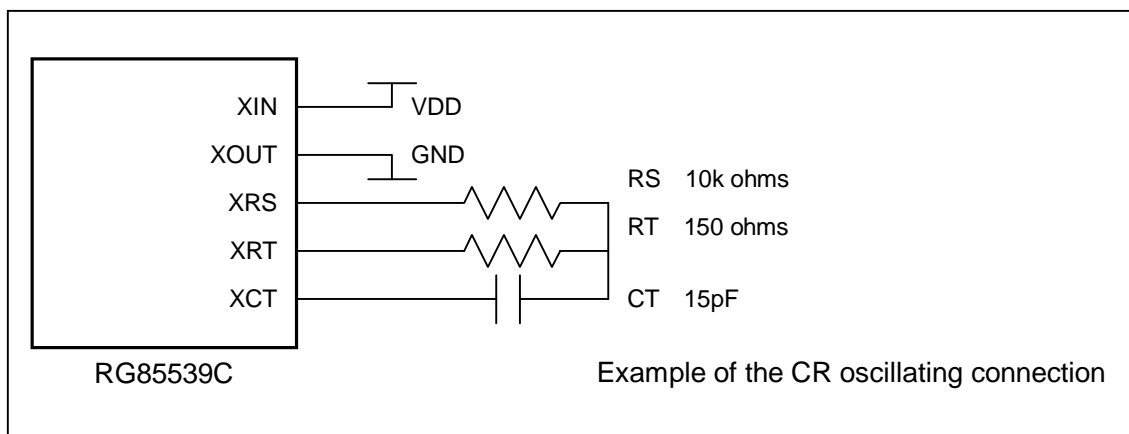 XIN VDD
XOUT GND
RS 10k ohms
XRS
RT 150 ohms
XRT
XCT CT 15pF
RG85539C Example of the CR oscillating connection